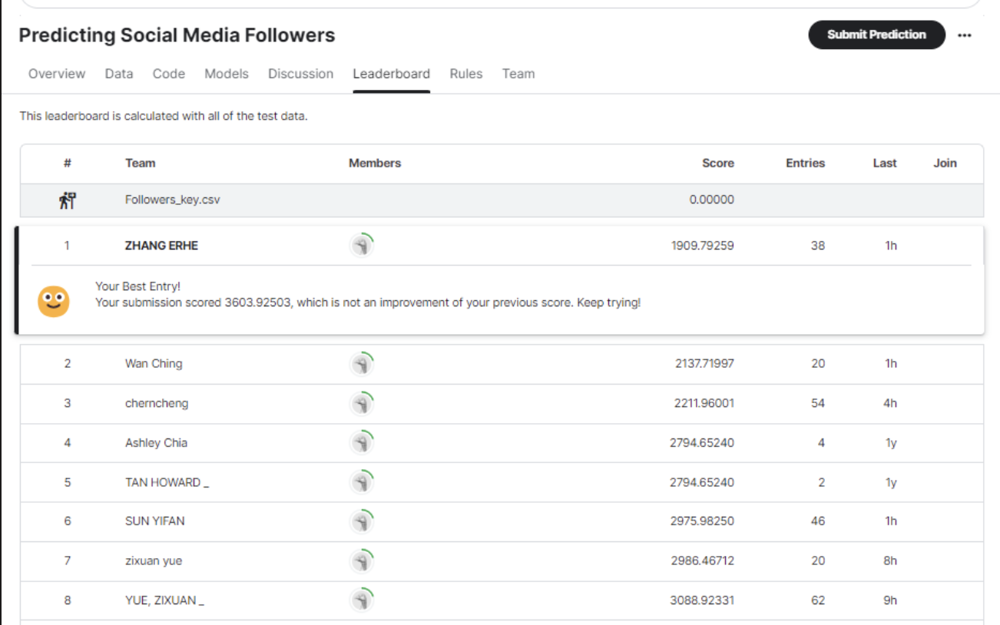 Predicting Social Media Followers
Submit Prediction
Overview Data Code Models Discussion Leaderboard Rules Team
This leaderboard is calculated with all of the test data.
# Team Members Score Entries Last Join
Followers_key.csv 0.00000
1 ZHANG ERHE 1909.79259 38 1h
Your Best Entry!
Your submission scored 3603.92503, which is not an improvement of your previous score. Keep trying!
2 Wan Ching 2137.71997 20 1h
3 cherncheng 2211.96001 54 4h
4 Ashley Chia 2794.65240 4 1y
5 TAN HOWARD _ 2794.65240 2 1y
6 SUN YIFAN 2975.98250 46 1h
7 zixuan yue 2986.46712 20 8h
8 YUE, ZIXUAN _ 3088.92331 62 9h